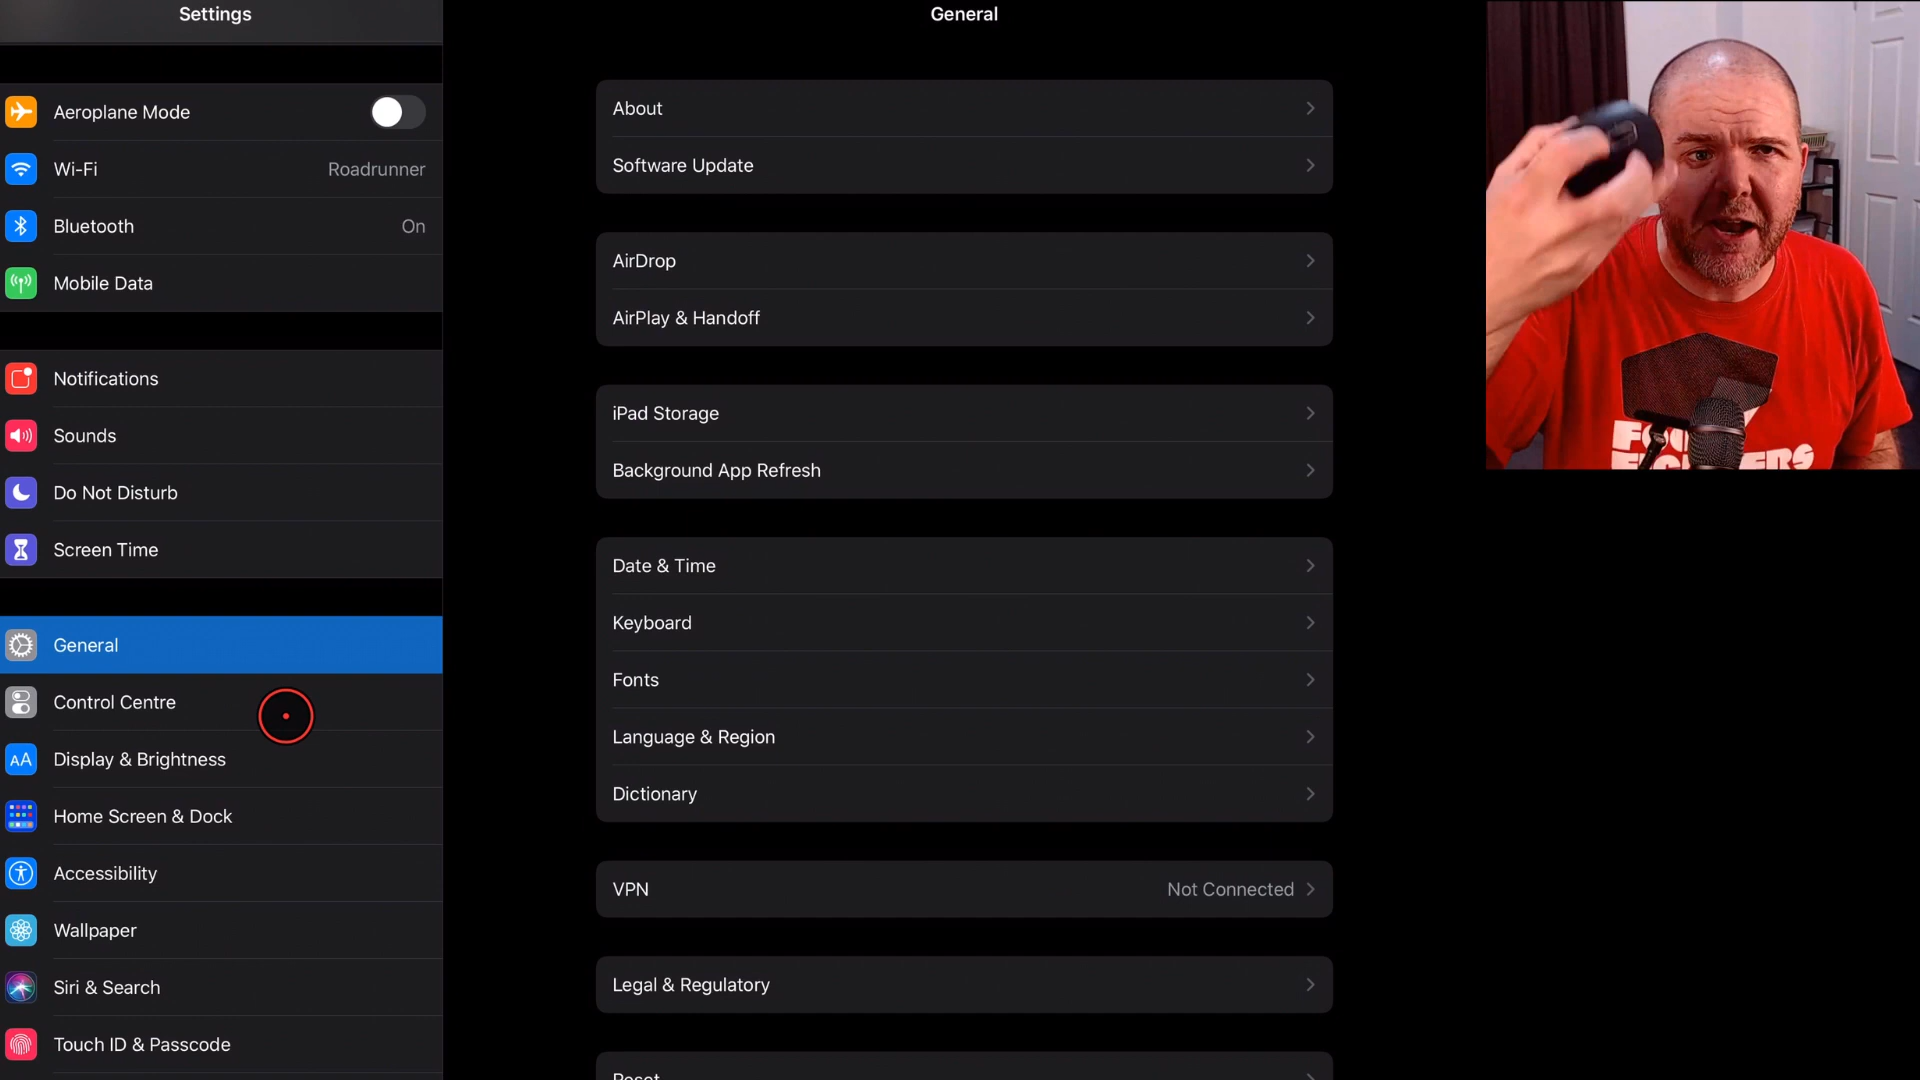 Settings
Aeroplane Mode
Wi-Fi
Roadrunner
Bluetooth
On
Mobile Data
Notifications
Sounds
Do Not Disturb
Screen Time
General
Control Centre
AA
Display & Brightness
Home Screen & Dock
Accessibility
Wallpaper
Siri & Search
Touch ID & Passcode
General
About
Software Update
AirDrop
AirPlay & Handoff
iPad Storage
Background App Refresh
Date & Time
Keyboard
Fonts
Language & Region
Dictionary
VPN
Not Connected
Legal & Regulatory
Reset